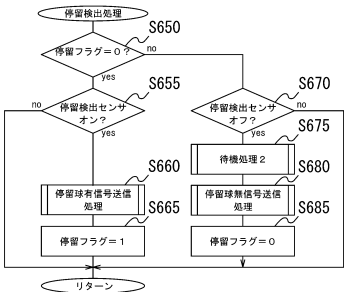 停留検出処理
S650
停留フラグ=0?
no
yes
S655
no
停留検出センサ
オン?
yes
S670
停留検出センサ
オフ?
no
yes
S675
待機処理2
S660
停留球有信号送信
処理
S680
停留球無信号送信
処理
S665
停留フラグ=1
S685
停留フラグ=0
リターン